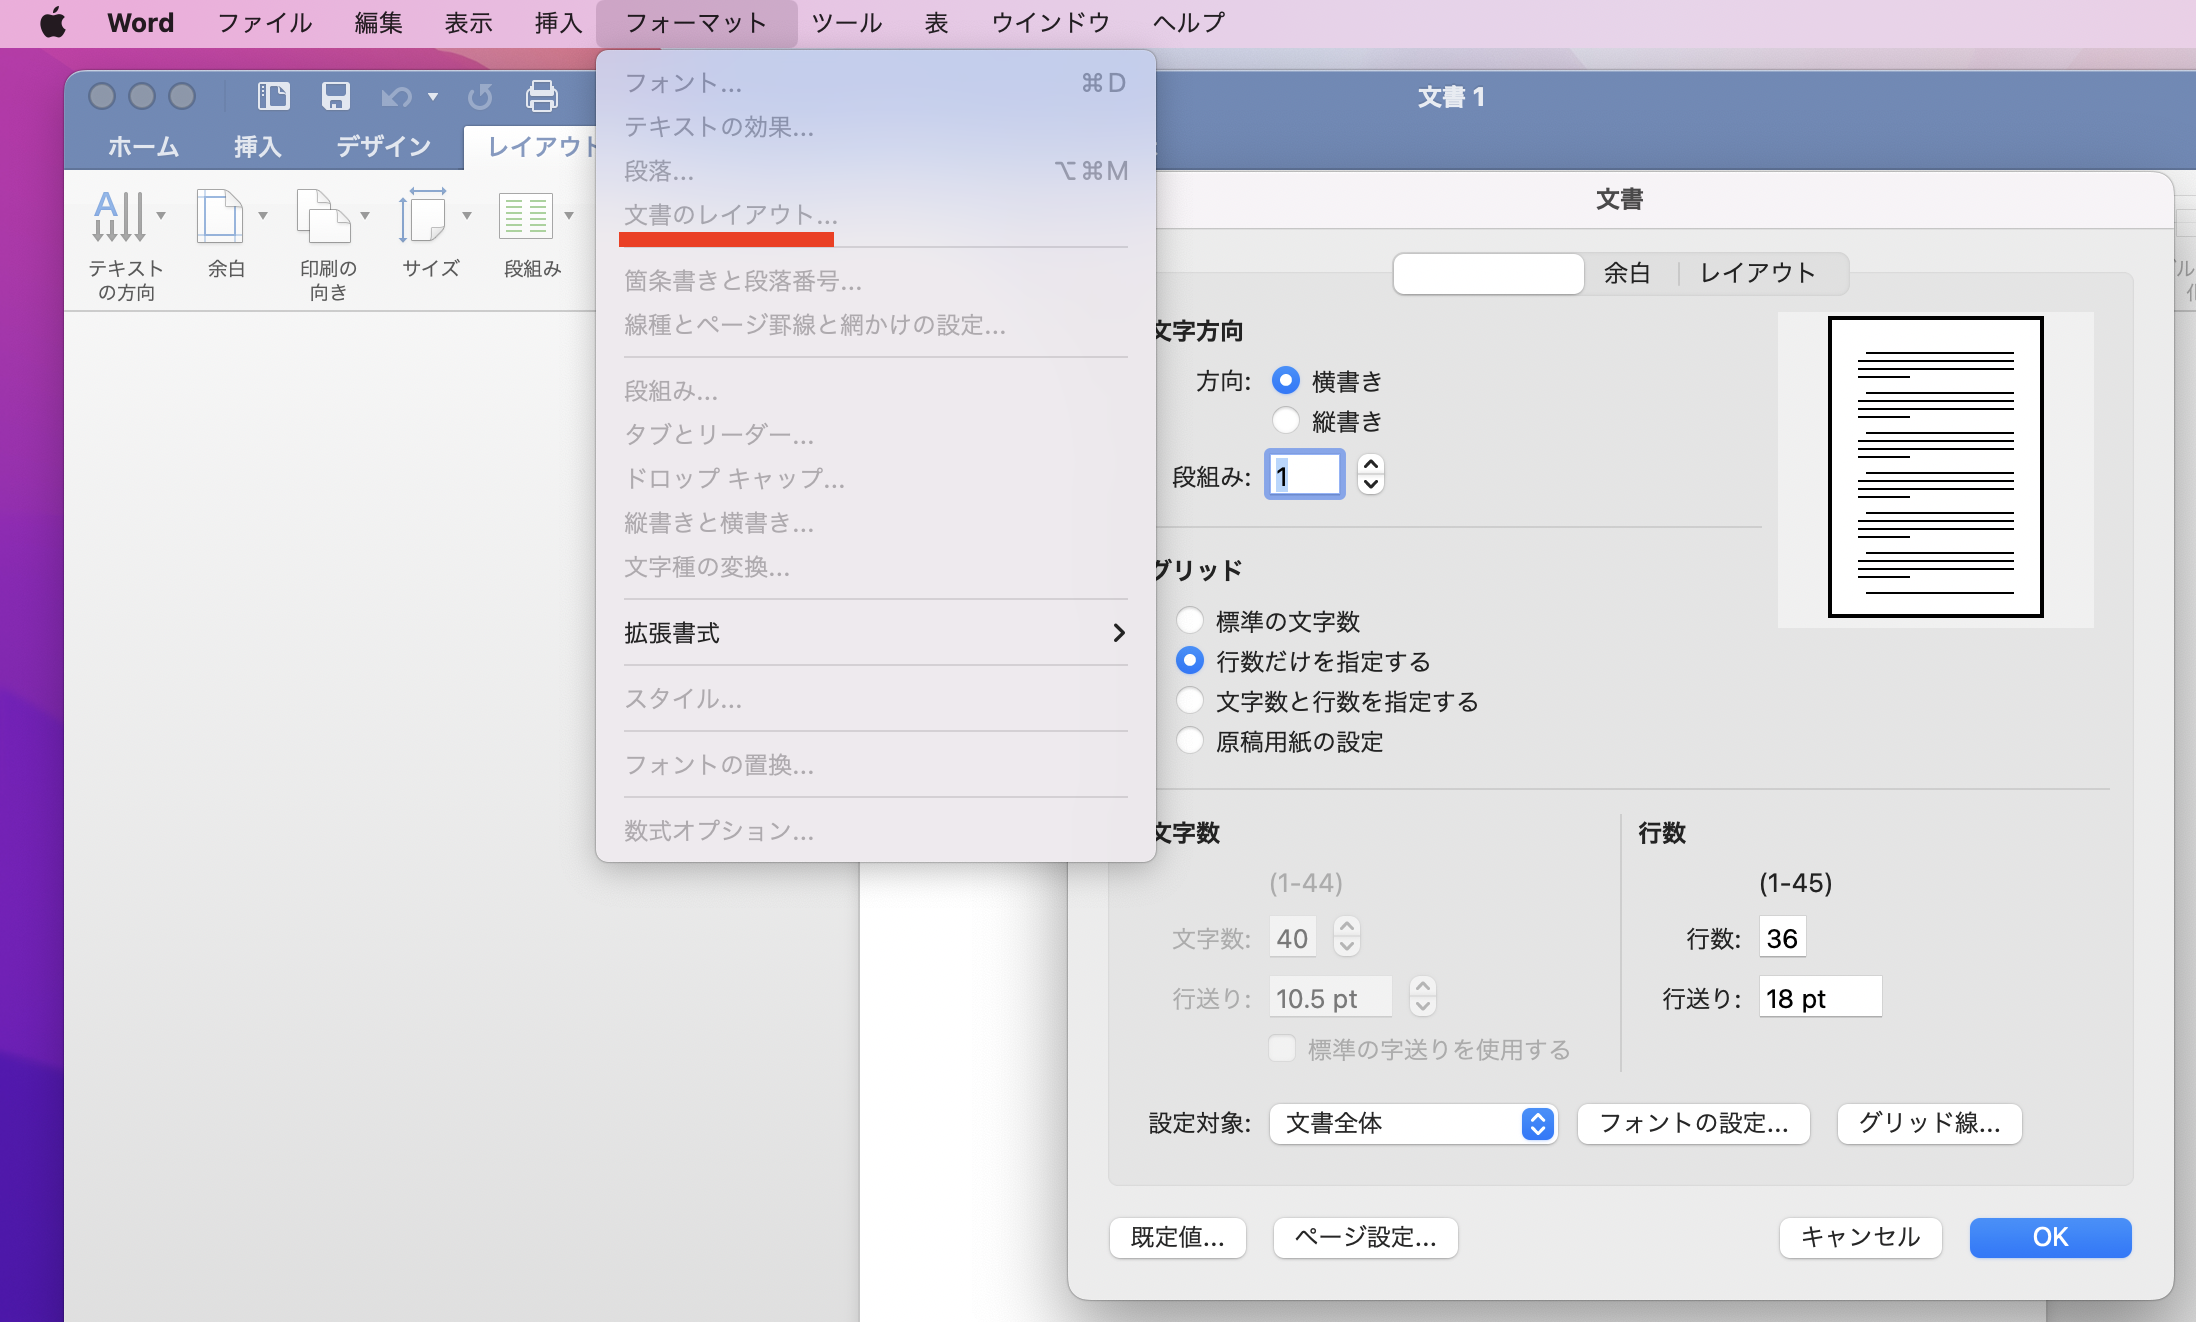 Word ファイル 編集 表示 挿入 フォーマット ツール 表 ウインドウ ヘルプ
文書 1
ホーム 挿入 デザイン レイアウト
テキストの方向
余白
印刷の向き
サイズ
段組み
フォント... ⌘D
テキストの効果...
段落... ⌥⌘M
文書のレイアウト...
箇条書きと段落番号...
線種とページ罫線と網かけの設定...
段組み...
タブとリーダー...
ドロップ キャップ...
縦書きと横書き...
文字種の変換...
拡張書式
スタイル...
フォントの置換...
数式オプション...
文書
余白 レイアウト
文字方向
方向: 横書き
縦書き
段組み: 1
グリッド
標準の文字数
行数だけを指定する
文字数と行数を指定する
原稿用紙の設定
文字数
(1-44)
文字数: 40
行送り: 10.5 pt
標準の字送りを使用する
行数
(1-45)
行数: 36
行送り: 18 pt
設定対象: 文書全体 フォントの設定... グリッド線...
既定値... ページ設定... キャンセル OK